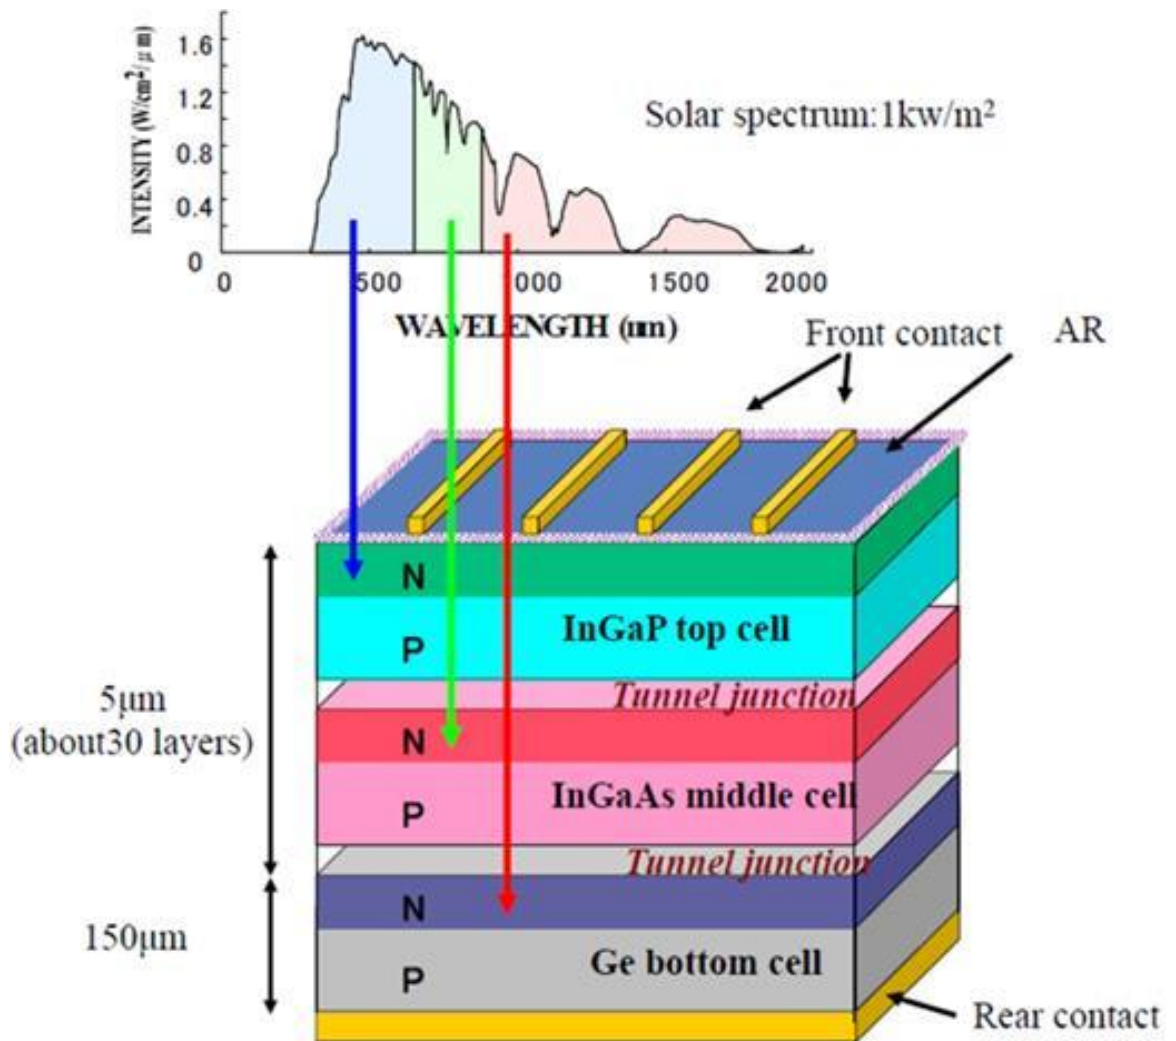 INTENSITY (W/cm²/μm)
1.6
1.2
0.8
0.4
0
Solar spectrum:1kw/m²
0 500 000 1500 2000
WAVELENGTH (nm)
Front contact
AR
N
InGaP top cell
P
Tunnel junction
5μm
(about30 layers)
N
InGaAs middle cell
P
Tunnel junction
N
150μm
Ge bottom cell
P
Rear contact